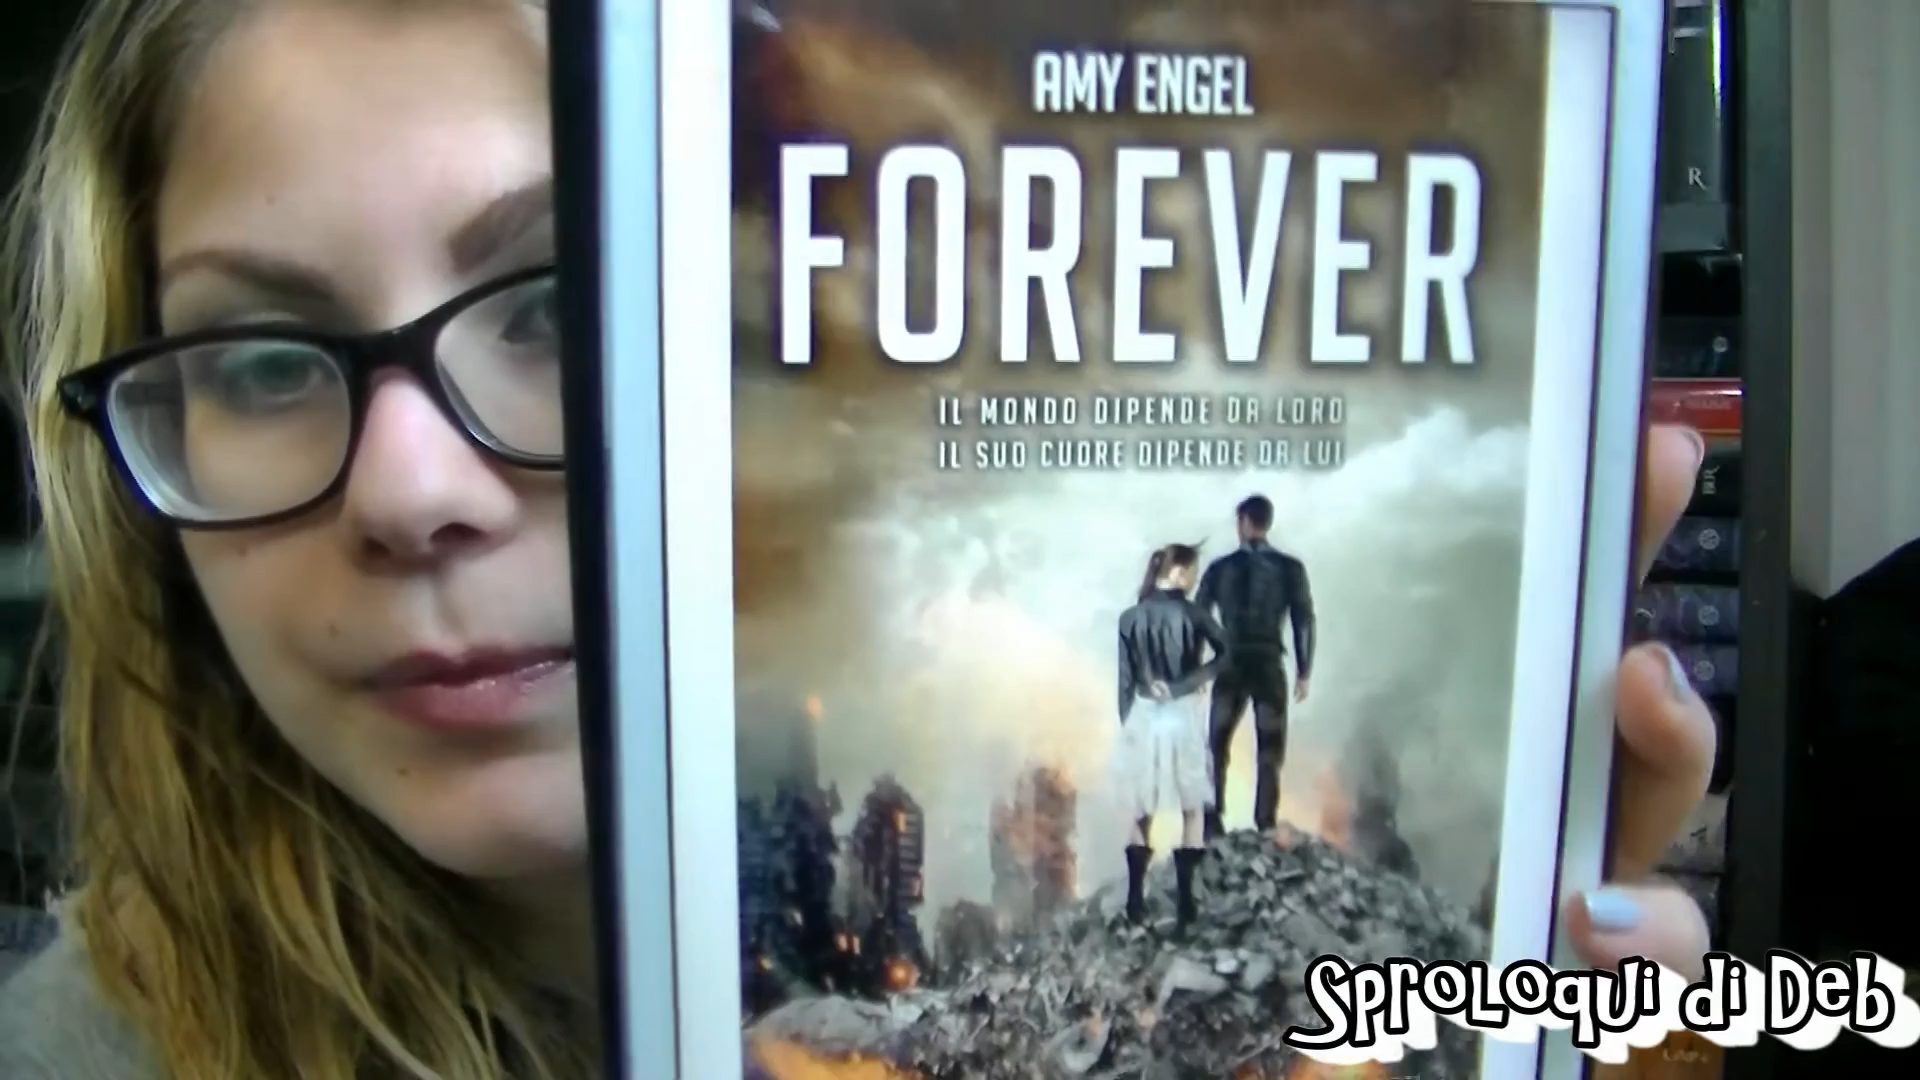 AMY ENGEL
FOREVER
IL MONDO DIPENDE DA LORO
IL SUO CUORE DIPENDE DA LUI
R
Sproloqui di Deb